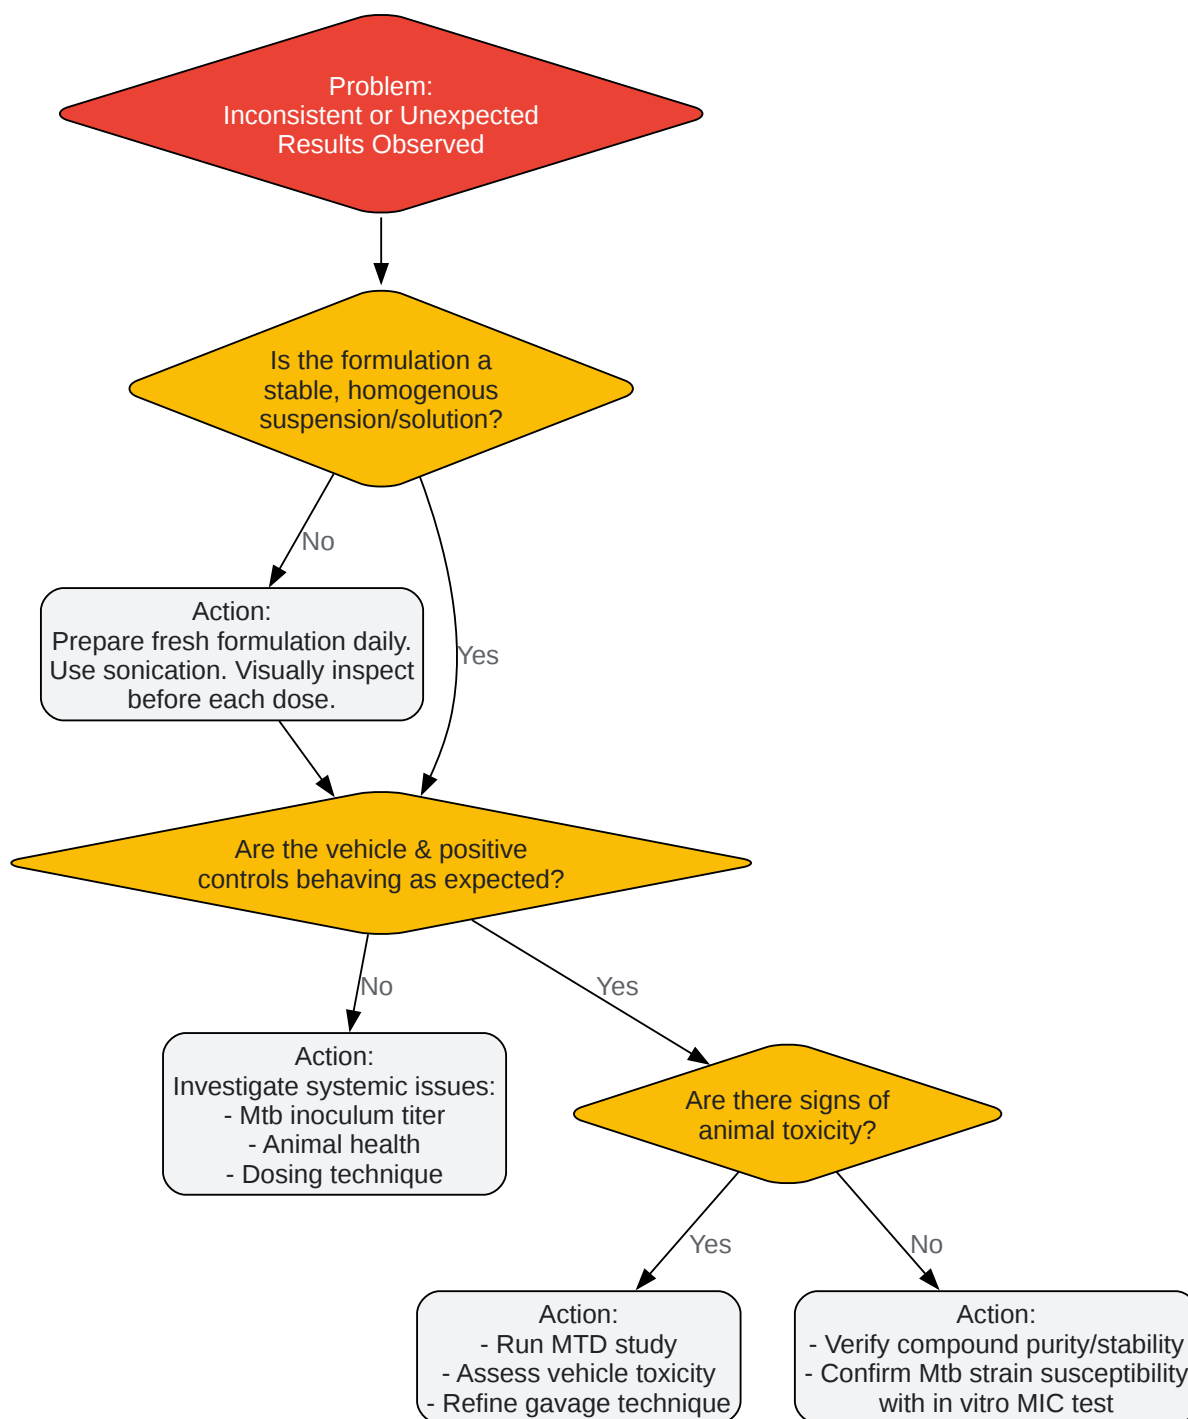 Problem:
Inconsistent or Unexpected
Results Observed
Is the formulation a
stable, homogenous
suspension/solution?
No
Yes
Action:
Prepare fresh formulation daily.
Use sonication. Visually inspect
before each dose.
Are the vehicle & positive
controls behaving as expected?
No
Yes
Action:
Investigate systemic issues:
- Mtb inoculum titer
- Animal health
- Dosing technique
Are there signs of
animal toxicity?
Yes
No
Action:
- Run MTD study
- Assess vehicle toxicity
- Refine gavage technique
Action:
- Verify compound purity/stability
- Confirm Mtb strain susceptibility
with in vitro MIC test